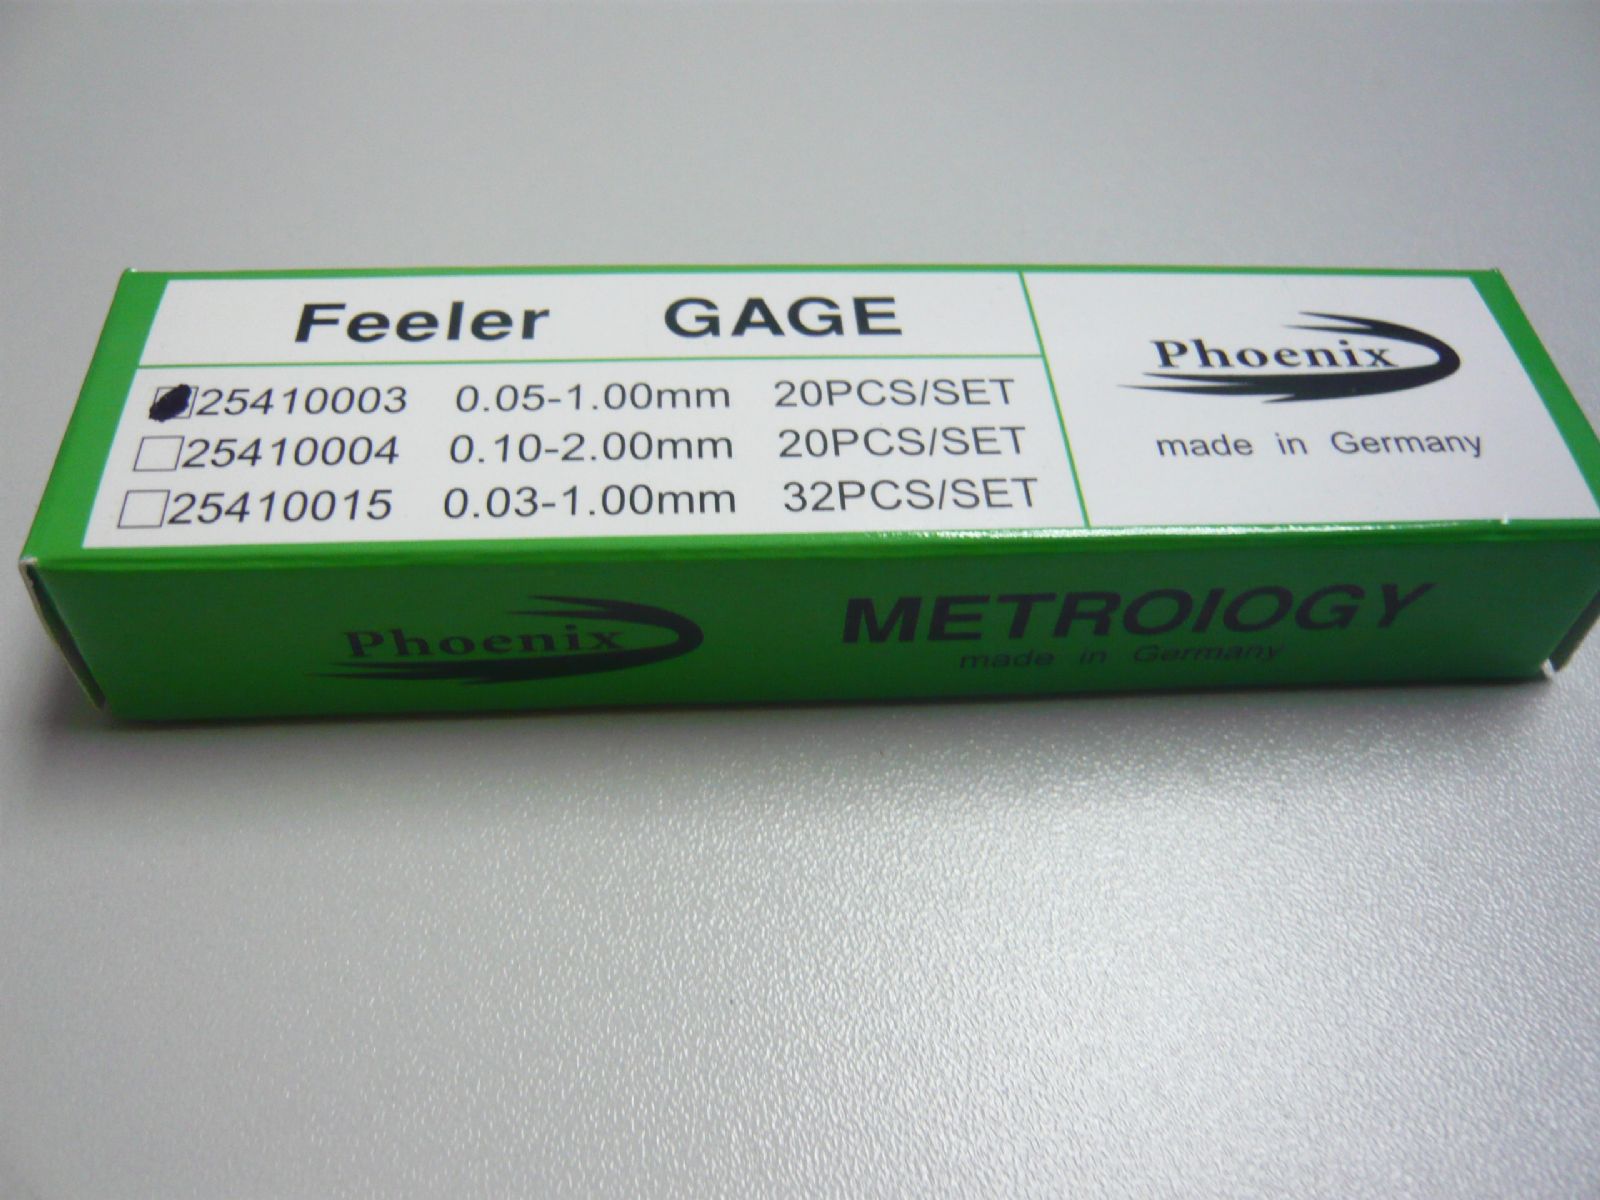 Feeler GAGE
25410003 0.05-1.00mm 20PCS/SET
25410004 0.10-2.00mm 20PCS/SET
25410015 0.03-1.00mm 32PCS/SET
Phoenix
made in Germany
Phoenix
METROlOGY
made in Germany